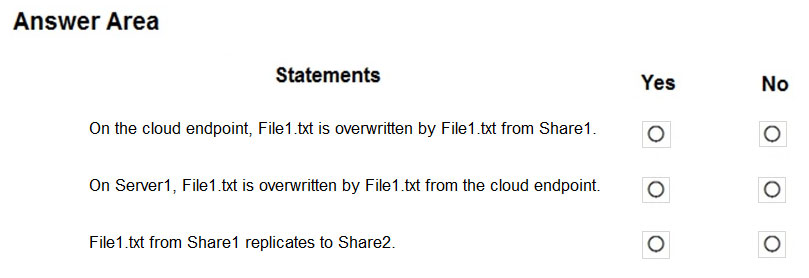 Answer Area
Statements Yes No
On the cloud endpoint, File1.txt is overwritten by File1.txt from Share1.
On Server1, File1.txt is overwritten by File1.txt from the cloud endpoint.
File1.txt from Share1 replicates to Share2.